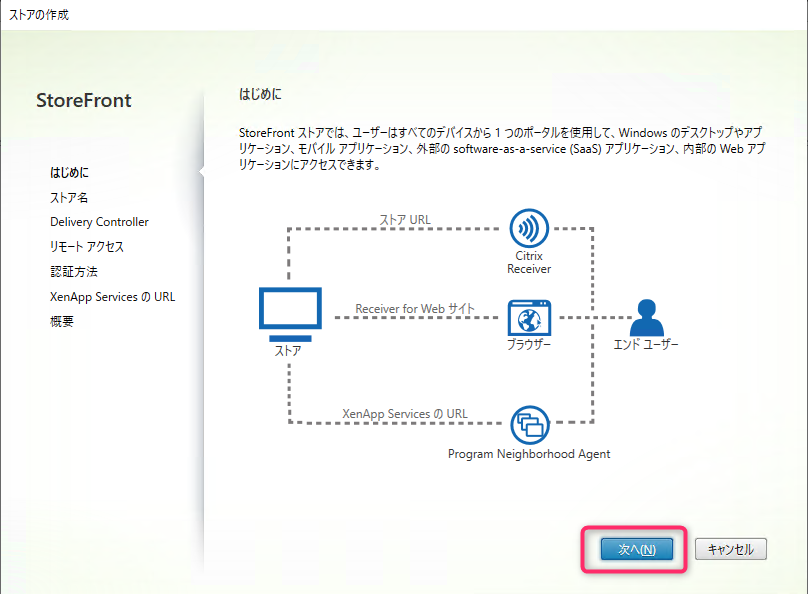 ストアの作成
StoreFront
はじめに
ストア名
Delivery Controller
リモート アクセス
認証方法
XenApp Services の URL
概要
はじめに
StoreFront ストアでは、ユーザーはすべてのデバイスから 1 つのポータルを使用して、Windows のデスクトップやアプ
リケーション、モバイル アプリケーション、外部の software-as-a-service (SaaS) アプリケーション、内部の Web アプ
リケーションにアクセスできます。
ストア URL
Citrix
Receiver
Receiver for Web サイト
ストア
ブラウザー
エンド ユーザー
XenApp Services の URL
Program Neighborhood Agent
次へ(N)
キャンセル